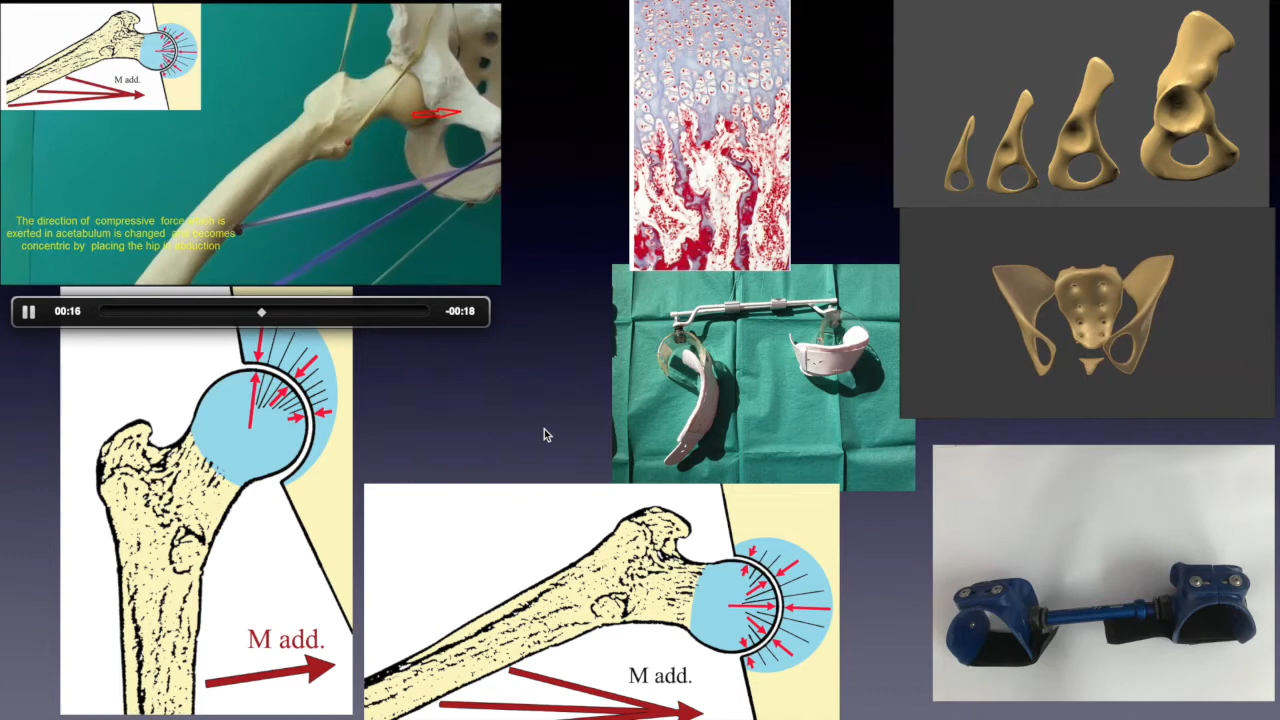 M add.
The direction of compressive force which is
exerted in acetabulum is changed and becomes
concentric by placing the hip in abduction
00:16
-00:18
M add.
M add.